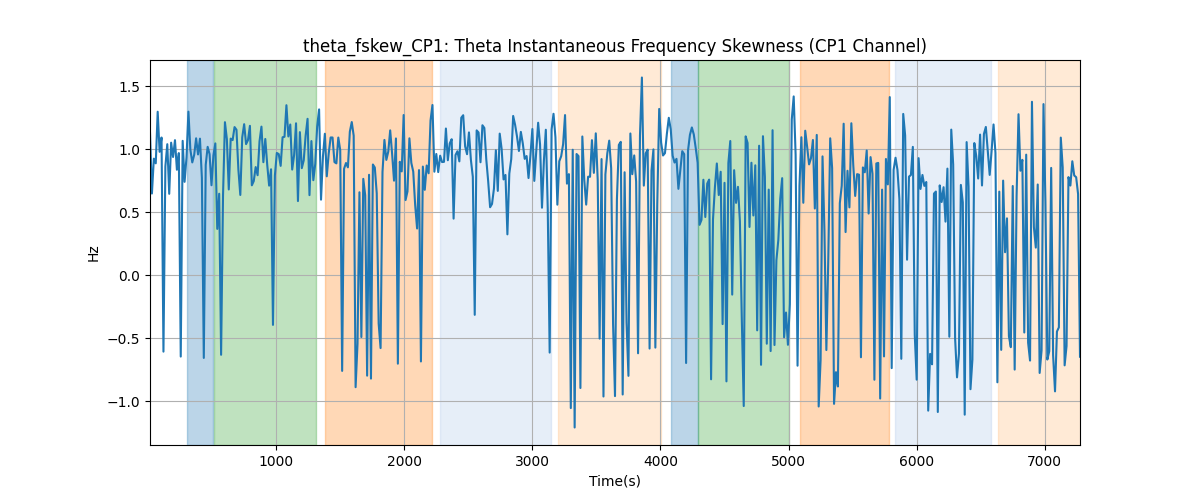 theta_fskew_CP1: Theta Instantaneous Frequency Skewness (CP1 Channel)
1.5
1.0
0.5
0.0
−0.5
−1.0
Hz
1000 2000 3000 4000 5000 6000 7000
Time(s)